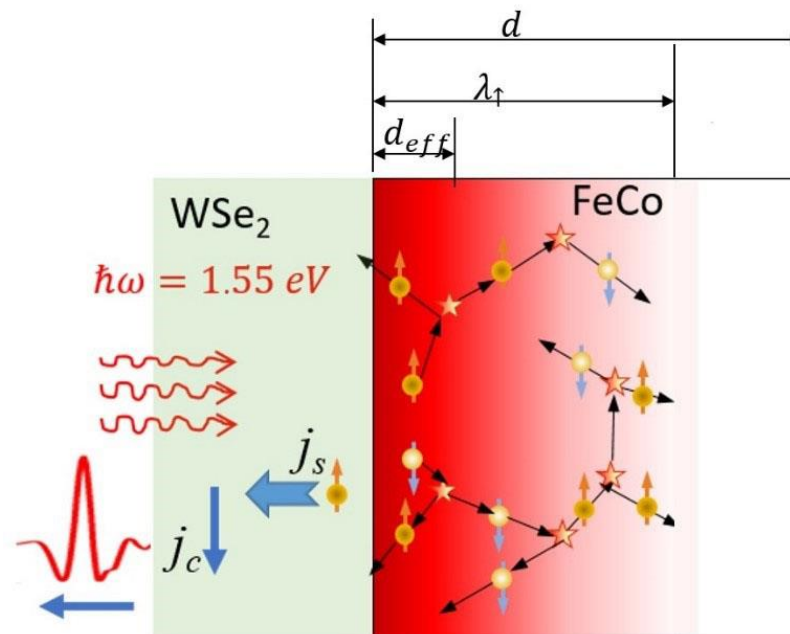 d
λ↑
d_eff
WSe₂
FeCo
ħω = 1.55 eV
j_s
j_c